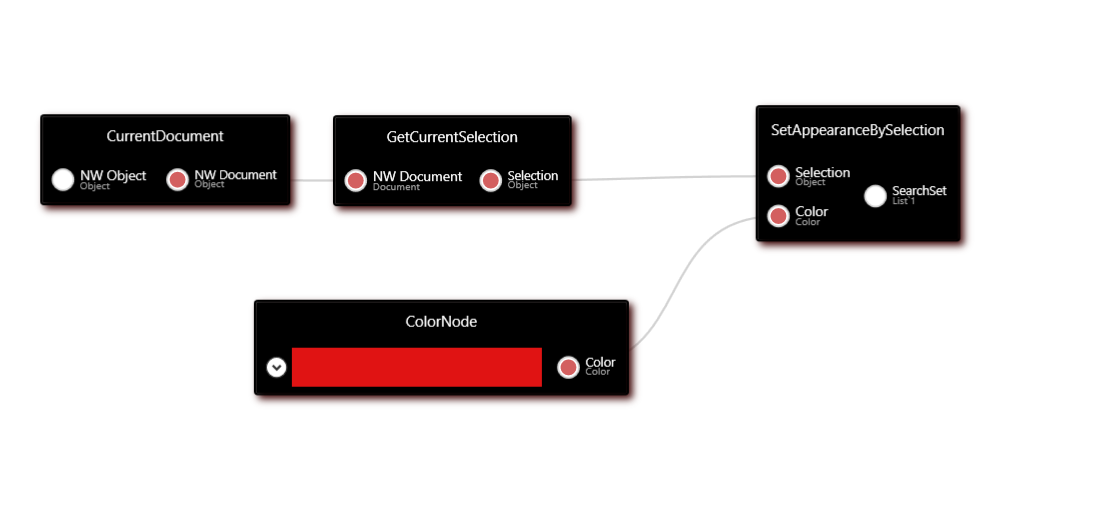 CurrentDocument
NW Object
Object
NW Document
Object
GetCurrentSelection
NW Document
Document
Selection
Object
SetAppearanceBySelection
Selection
Object
SearchSet
List`1
Color
Color
ColorNode
Color
Color